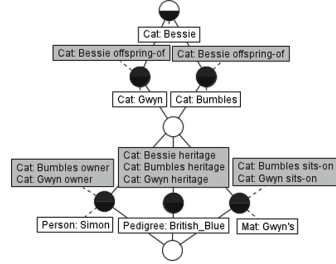 Cat: Bessie
Cat: Bessie offspring-of
Cat: Bessie offspring-of
Cat: Gwyn
Cat: Bumbles
Cat: Bumbles owner
Cat: Gwyn owner
Cat: Bessie heritage
Cat: Bumbles heritage
Cat: Gwyn heritage
Cat: Bumbles sits-on
Cat: Gwyn sits-on
Person: Simon
Pedigree: British_Blue
Mat: Gwyn's